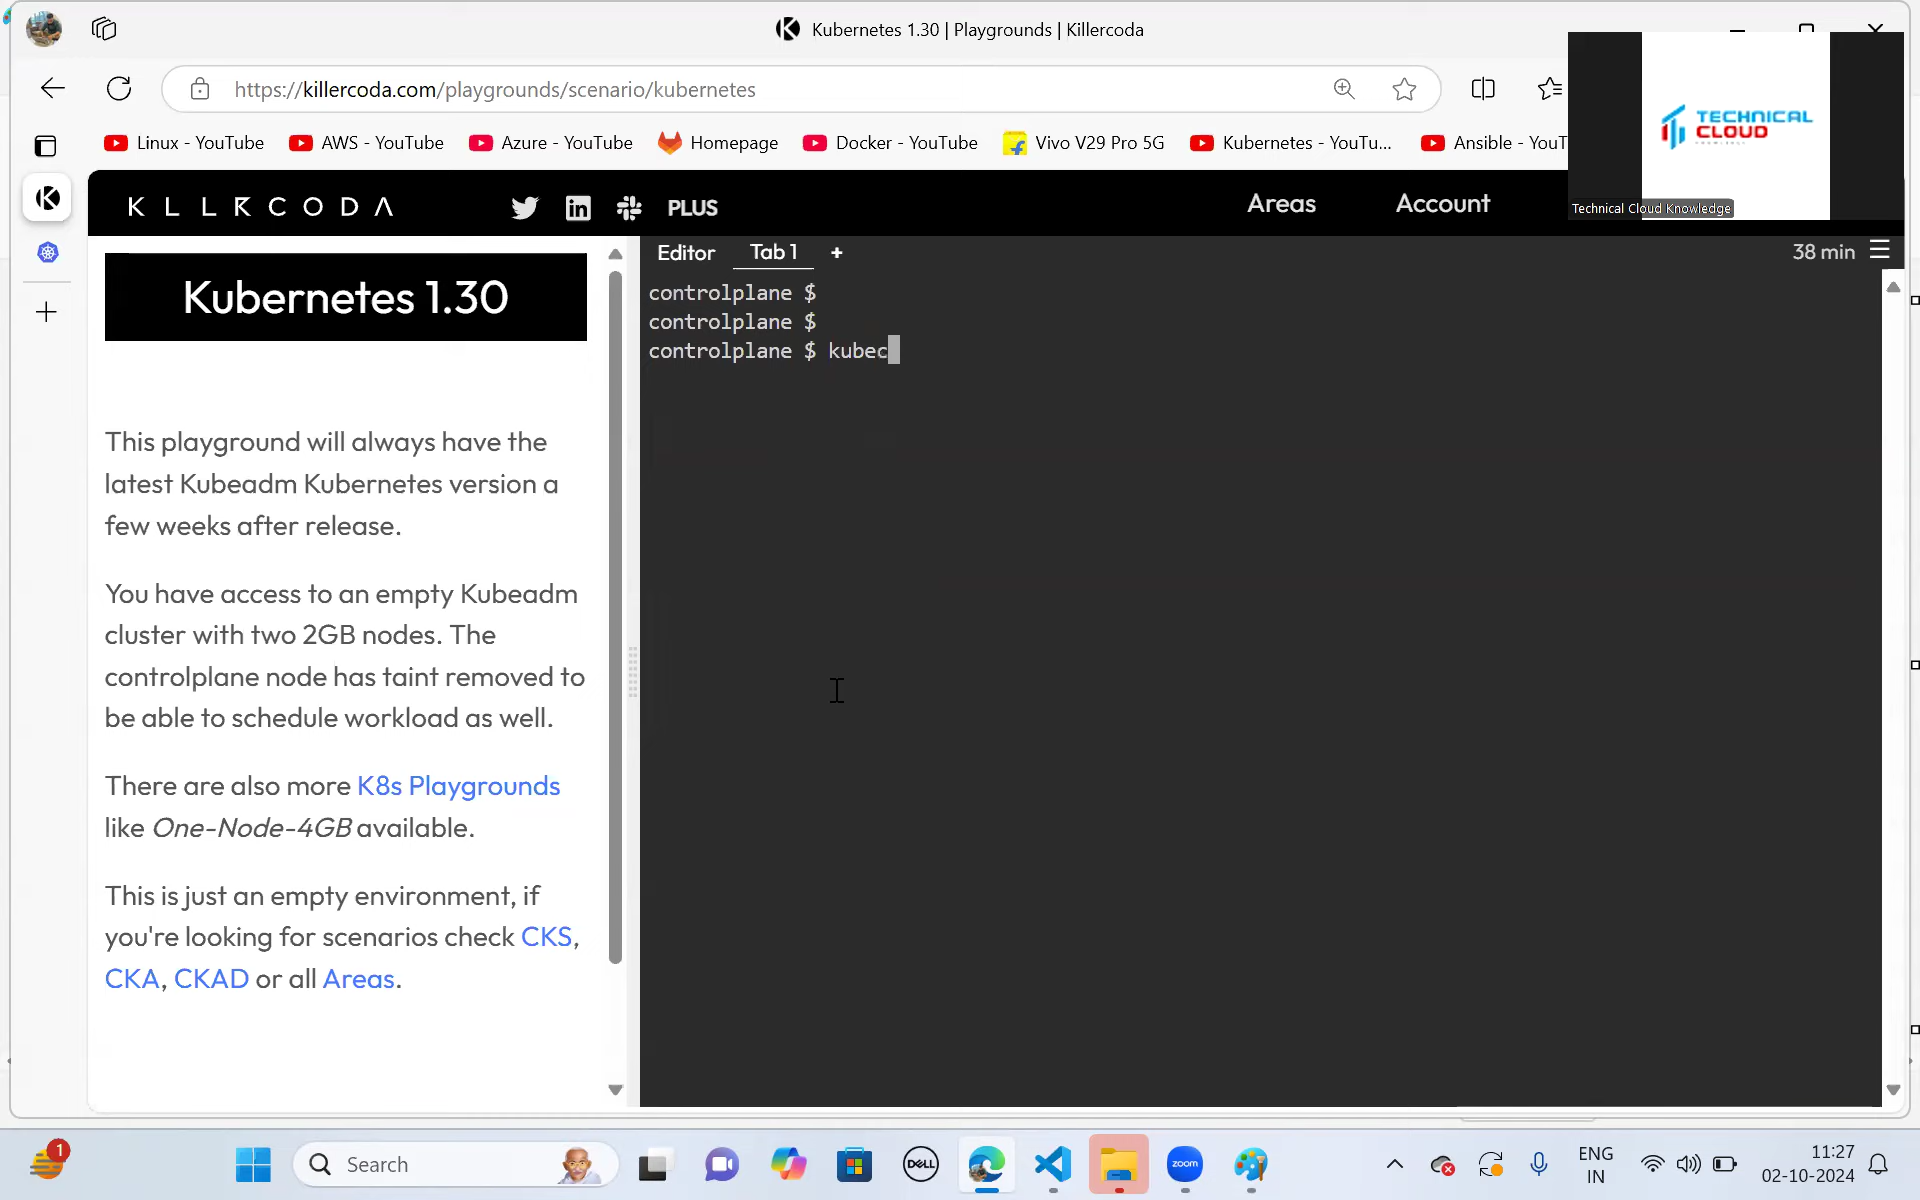 Kubernetes 1.30 | Playgrounds | Killercoda
https://killercoda.com/playgrounds/scenario/kubernetes
Linux - YouTube
AWS - YouTube
Azure - YouTube
Homepage
Docker - YouTube
Vivo V29 Pro 5G
Kubernetes - YouTu...
Ansible - YouT
TECHNICAL
CLOUD
Technical Cloud Knowledge
KLLRCODA
PLUS
Areas
Account
Kubernetes 1.30
This playground will always have the
latest Kubeadm Kubernetes version a
few weeks after release.
You have access to an empty Kubeadm
cluster with two 2GB nodes. The
controlplane node has taint removed to
be able to schedule workload as well.
There are also more K8s Playgrounds
like One-Node-4GB available.
This is just an empty environment, if
you're looking for scenarios check CKS,
CKA, CKAD or all Areas.
Editor
Tab 1
+
38 min
controlplane $
controlplane $
controlplane $ kubec
1
Search
DELL
zoom
ENG
IN
11:27
02-10-2024